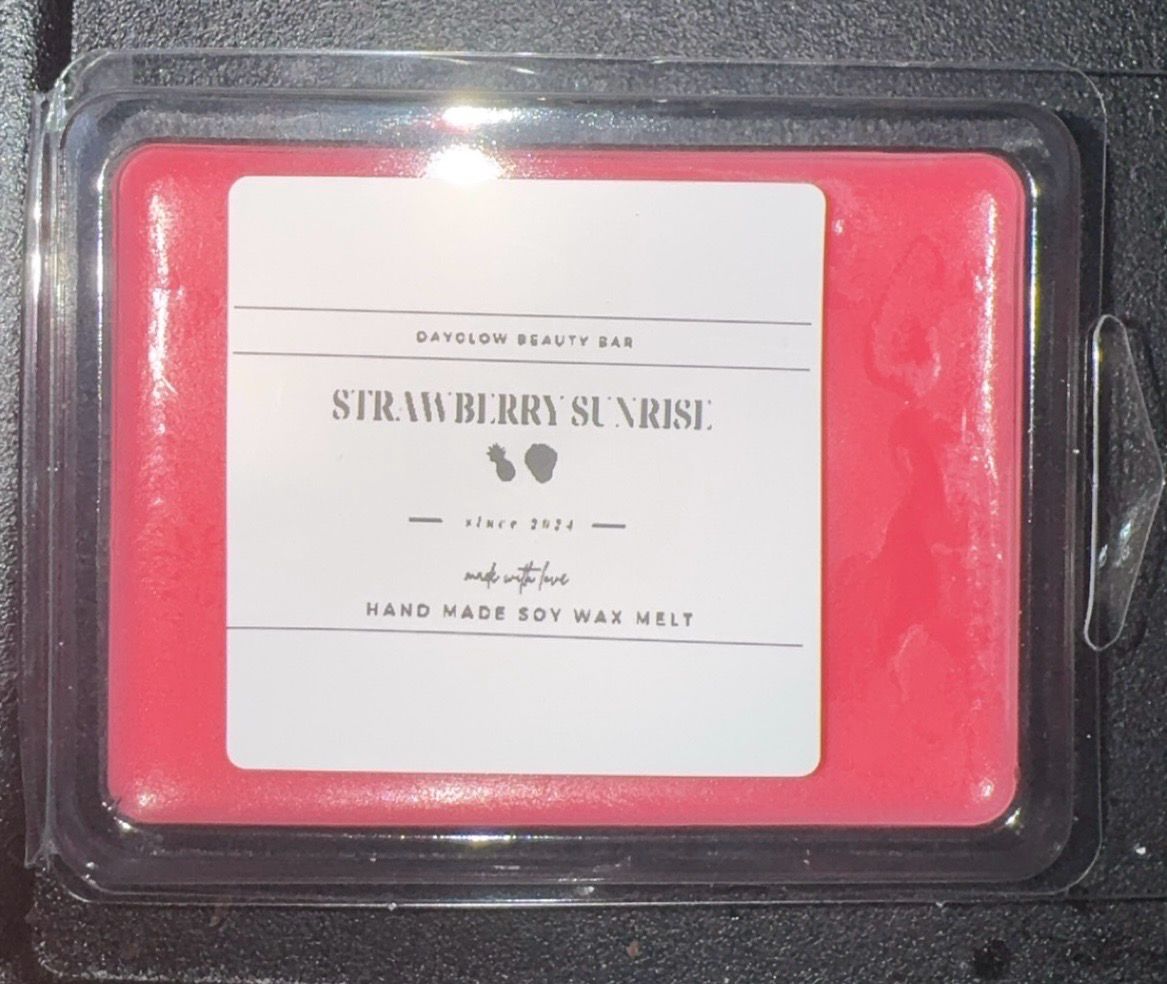 DAYGLOW BEAUTY BAR
STRAWBERRY SUNRISE
since 2024
made with love
HAND MADE SOY WAX MELT